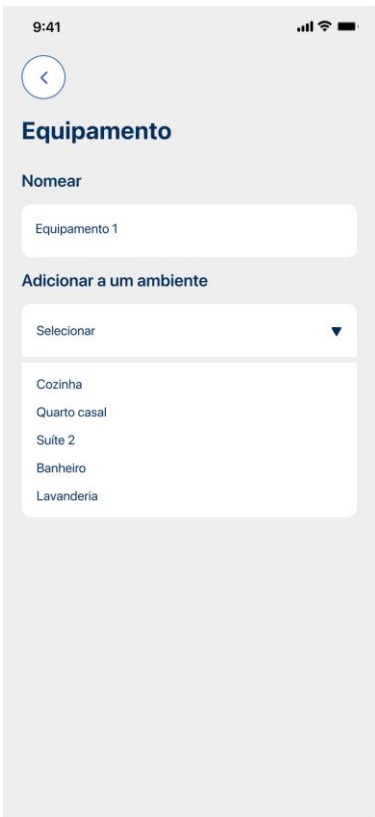 9:41
Equipamento
Nomear
Equipamento 1
Adicionar a um ambiente
Selecionar
Cozinha
Quarto casal
Suíte 2
Banheiro
Lavanderia